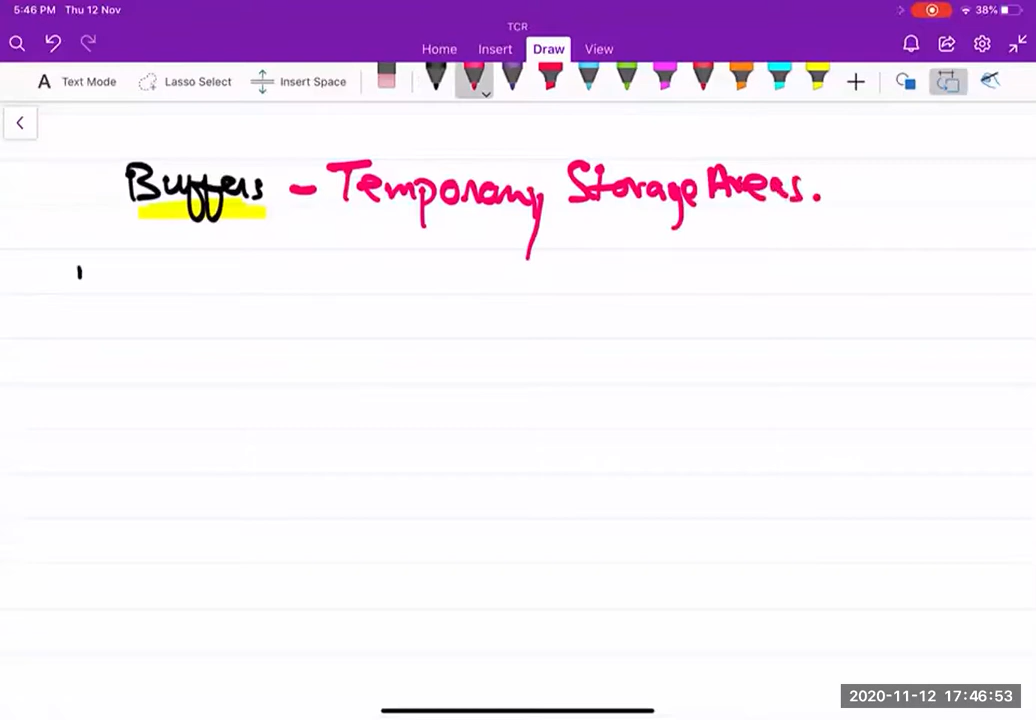 5:46 PM Thu 12 Nov
38%
TCR
Home Insert Draw View
A Text Mode Lasso Select Insert Space
Buffers - Temporary Storage Areas.
2020-11-12 17:46:53